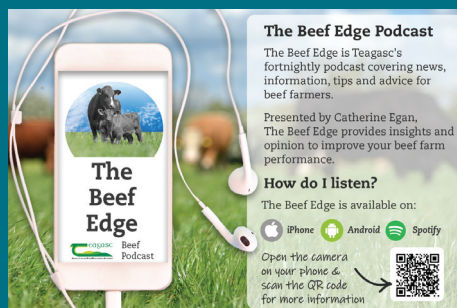 The
Beef
Edge
Teagasc
Beef
Podcast
The Beef Edge Podcast
The Beef Edge is Teagasc's
fortnightly podcast covering news,
information, tips and advice for
beef farmers.
Presented by Catherine Egan,
The Beef Edge provides insights and
opinion to improve your beef farm
performance.
How do I listen?
The Beef Edge is available on:
iPhone Android Spotify
Open the camera
on your phone &
scan the QR code
for more information